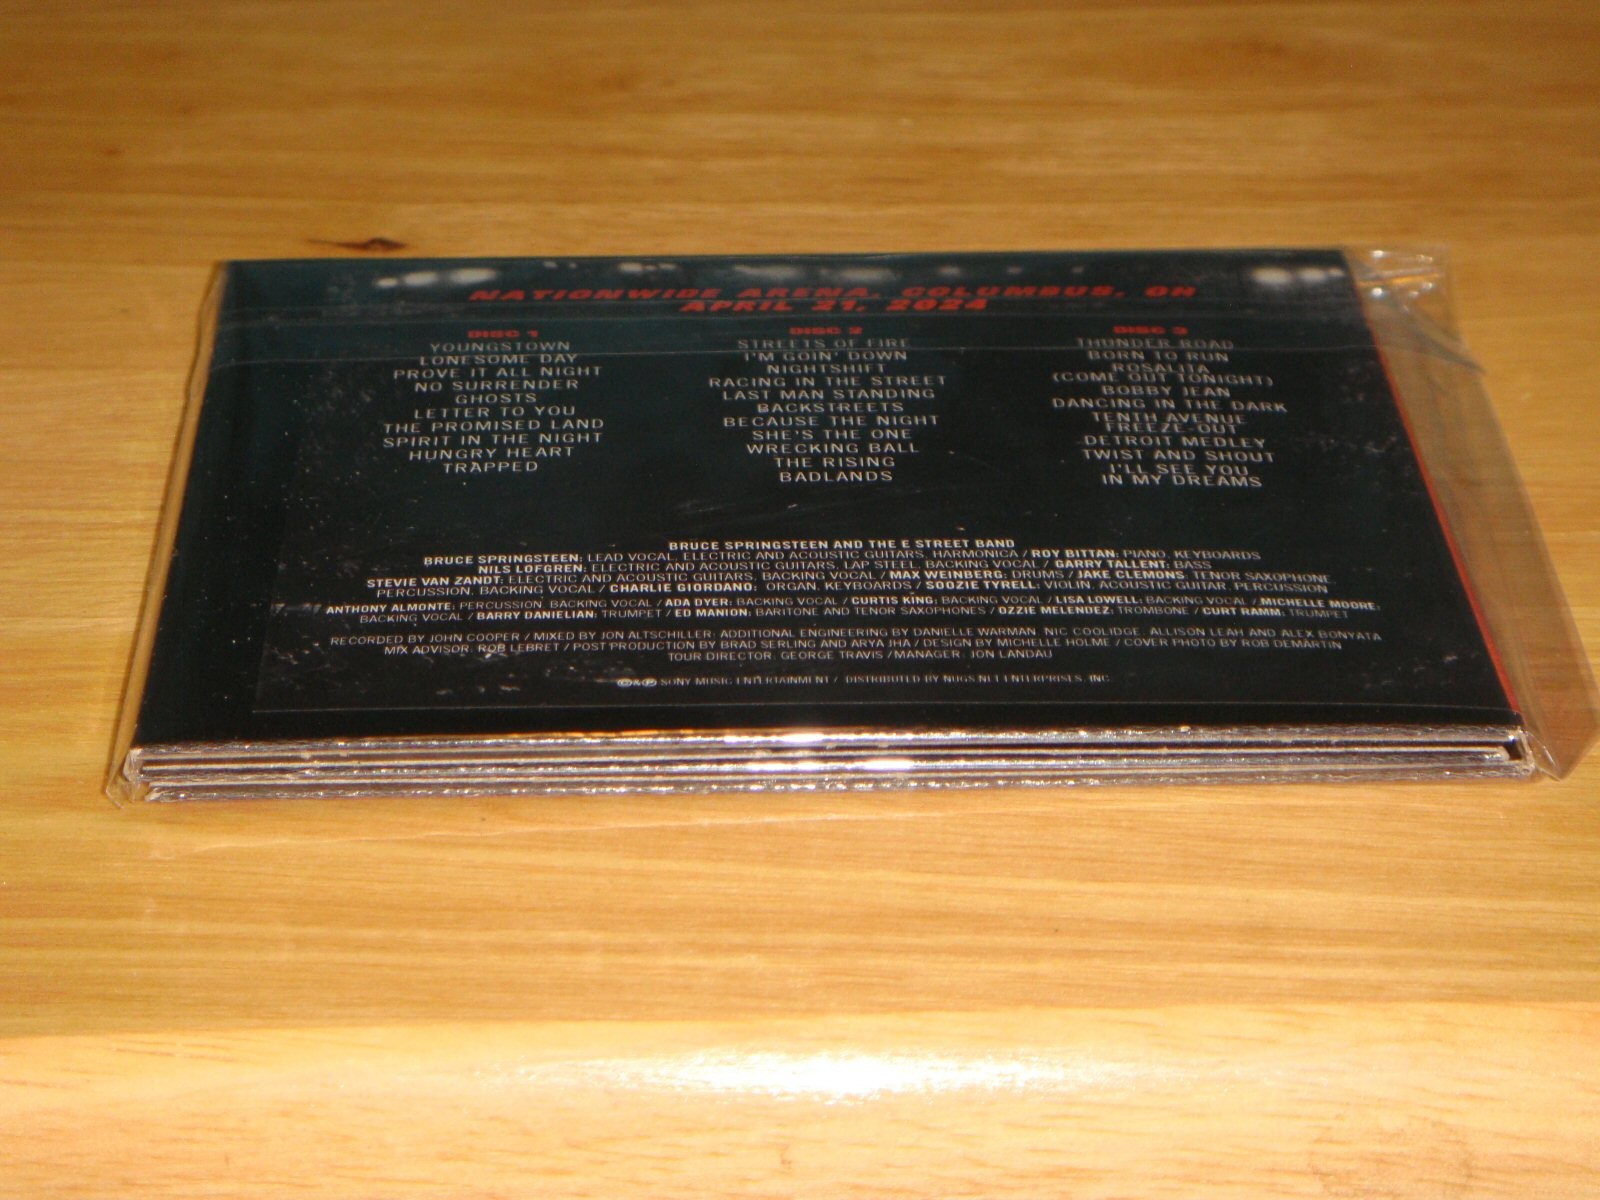 NATIONWIDE ARENA, COLUMBUS, OH
APRIL 21, 2024
DISC 1
YOUNGSTOWN
LONESOME DAY
PROVE IT ALL NIGHT
NO SURRENDER
GHOSTS
LETTER TO YOU
THE PROMISED LAND
SPIRIT IN THE NIGHT
HUNGRY HEART
TRAPPED
DISC 2
STREETS OF FIRE
I'M GOIN' DOWN
NIGHTSHIFT
RACING IN THE STREET
LAST MAN STANDING
BACKSTREETS
BECAUSE THE NIGHT
SHE'S THE ONE
WRECKING BALL
THE RISING
BADLANDS
DISC 3
THUNDER ROAD
BORN TO RUN
ROSALITA
(COME OUT TONIGHT)
BOBBY JEAN
DANCING IN THE DARK
TENTH AVENUE
FREEZE-OUT
DETROIT MEDLEY
TWIST AND SHOUT
I'LL SEE YOU
IN MY DREAMS
BRUCE SPRINGSTEEN AND THE E STREET BAND
BRUCE SPRINGSTEEN: LEAD VOCAL, ELECTRIC AND ACOUSTIC GUITARS, HARMONICA / ROY BITTAN: PIANO, KEYBOARDS
NILS LOFGREN: ELECTRIC AND ACOUSTIC GUITARS, LAP STEEL, BACKING VOCAL / GARRY TALLENT: BASS
STEVIE VAN ZANDT: ELECTRIC AND ACOUSTIC GUITARS, BACKING VOCAL / MAX WEINBERG: DRUMS / JAKE CLEMONS: TENOR SAXOPHONE,
PERCUSSION, BACKING VOCAL / CHARLIE GIORDANO: ORGAN, KEYBOARDS / SOOZIE TYRELL: VIOLIN, ACOUSTIC GUITAR, PERCUSSION
ANTHONY ALMONTE: PERCUSSION, BACKING VOCAL / ADA DYER: BACKING VOCAL / CURTIS KING: BACKING VOCAL / LISA LOWELL: BACKING VOCAL / MICHELLE MOORE:
BACKING VOCAL / BARRY DANIELIAN: TRUMPET / ED MANION: BARITONE AND TENOR SAXOPHONES / OZZIE MELENDEZ: TROMBONE / CURT RAMM: TRUMPET
RECORDED BY JOHN COOPER / MIXED BY JON ALTSCHILLER: ADDITIONAL ENGINEERING BY DANIELLE WARMAN, NIC COOLIDGE, ALLISON LEAH AND ALEX BONYATA
MIX ADVISOR: ROB LEBRET / POST PRODUCTION BY BRAD SERLING AND ARYA JHA / DESIGN BY MICHELLE HOLME / COVER PHOTO BY ROB DEMARTIN
TOUR DIRECTOR: GEORGE TRAVIS / MANAGER: JON LANDAU
©&℗ SONY MUSIC ENTERTAINMENT / DISTRIBUTED BY NUGS.NET ENTERPRISES, INC.